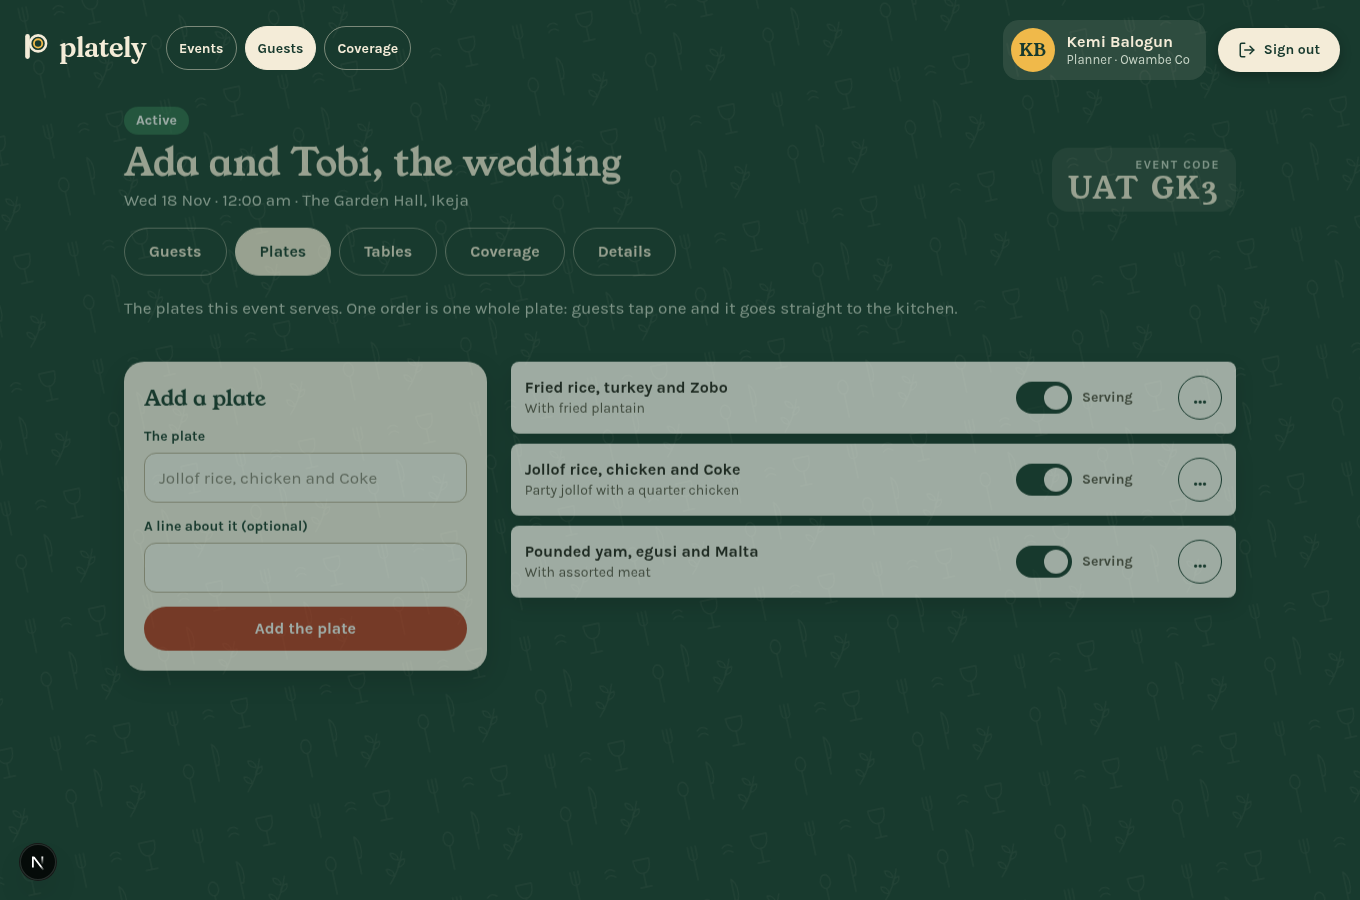 plately
Events
Guests
Coverage
KB
Kemi Balogun
Planner · Owambe Co
Sign out
Active
Ada and Tobi, the wedding
Wed 18 Nov · 12:00 am · The Garden Hall, Ikeja
EVENT CODE
UAT GK3
Guests
Plates
Tables
Coverage
Details
The plates this event serves. One order is one whole plate: guests tap one and it goes straight to the kitchen.
Add a plate
The plate
Jollof rice, chicken and Coke
A line about it (optional)
Add the plate
Fried rice, turkey and Zobo
With fried plantain
Serving
...
Jollof rice, chicken and Coke
Party jollof with a quarter chicken
Serving
...
Pounded yam, egusi and Malta
With assorted meat
Serving
...
N